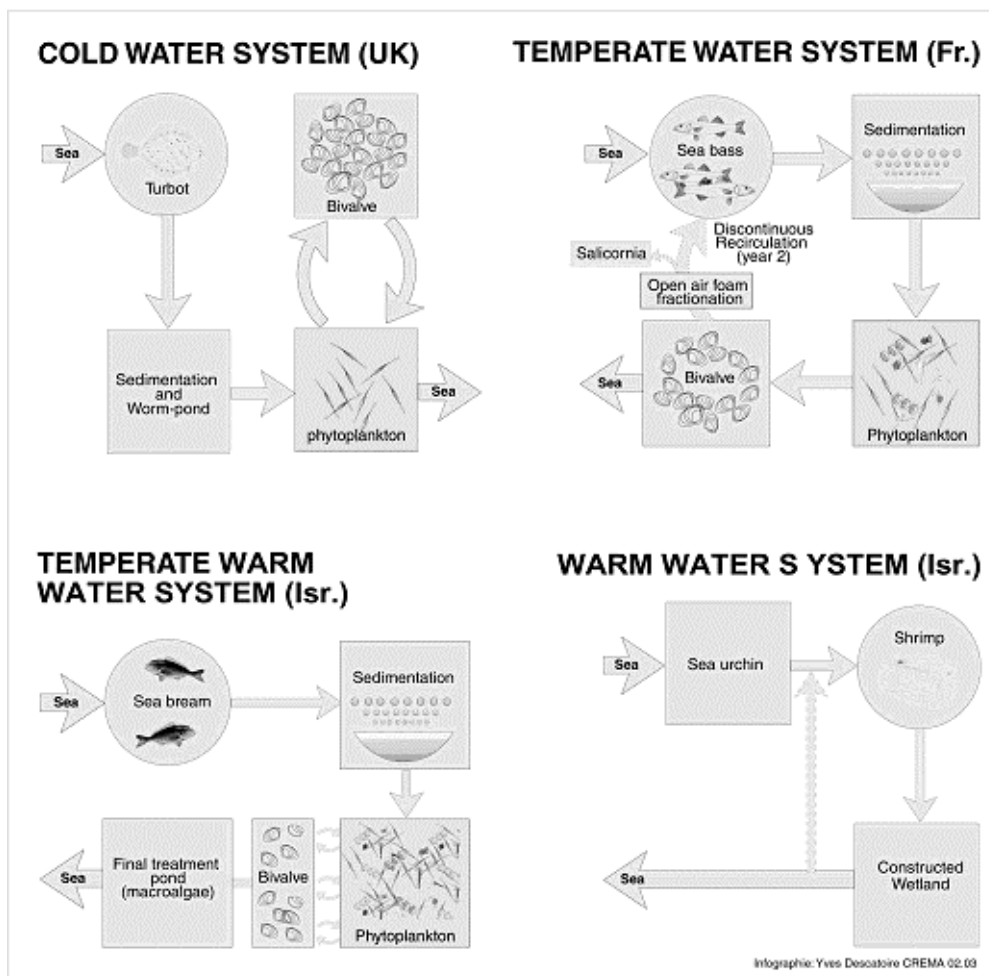 COLD WATER SYSTEM (UK)
Sea
Turbot
Bivalve
Sedimentation
and
Worm-pond
phytoplankton
Sea
TEMPERATE WATER SYSTEM (Fr.)
Sea
Sea bass
Sedimentation
Discontinuous
Recirculation
(year 2)
Salicornia
Open air foam
fractionation
Sea
Bivalve
Phytoplankton
TEMPERATE WARM
WATER SYSTEM (Isr.)
Sea
Sea bream
Sedimentation
Sea
Final treatment
pond
(macroalgae)
Bivalve
Phytoplankton
WARM WATER S YSTEM (Isr.)
Sea
Sea urchin
Shrimp
Sea
Constructed
Wetland
Infographie: Yves Descatoire CREMA 02.03